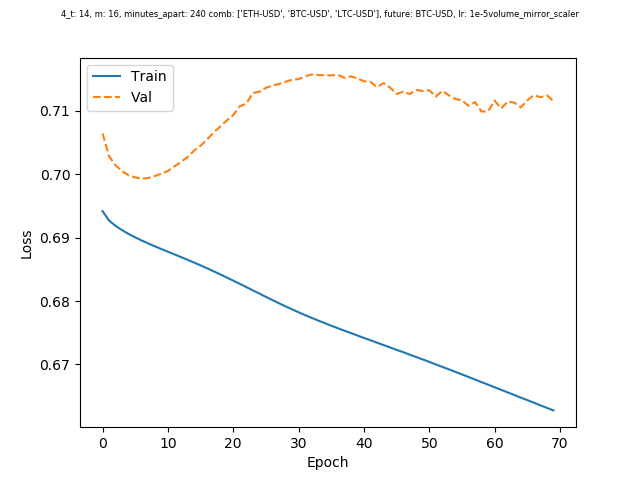 4_t: 14, m: 16, minutes_apart: 240 comb: ['ETH-USD', 'BTC-USD', 'LTC-USD'], future: BTC-USD, lr: 1e-5volume_mirror_scaler
Train
Val
0.71
0.70
0.69
0.68
0.67
Loss
0 10 20 30 40 50 60 70
Epoch